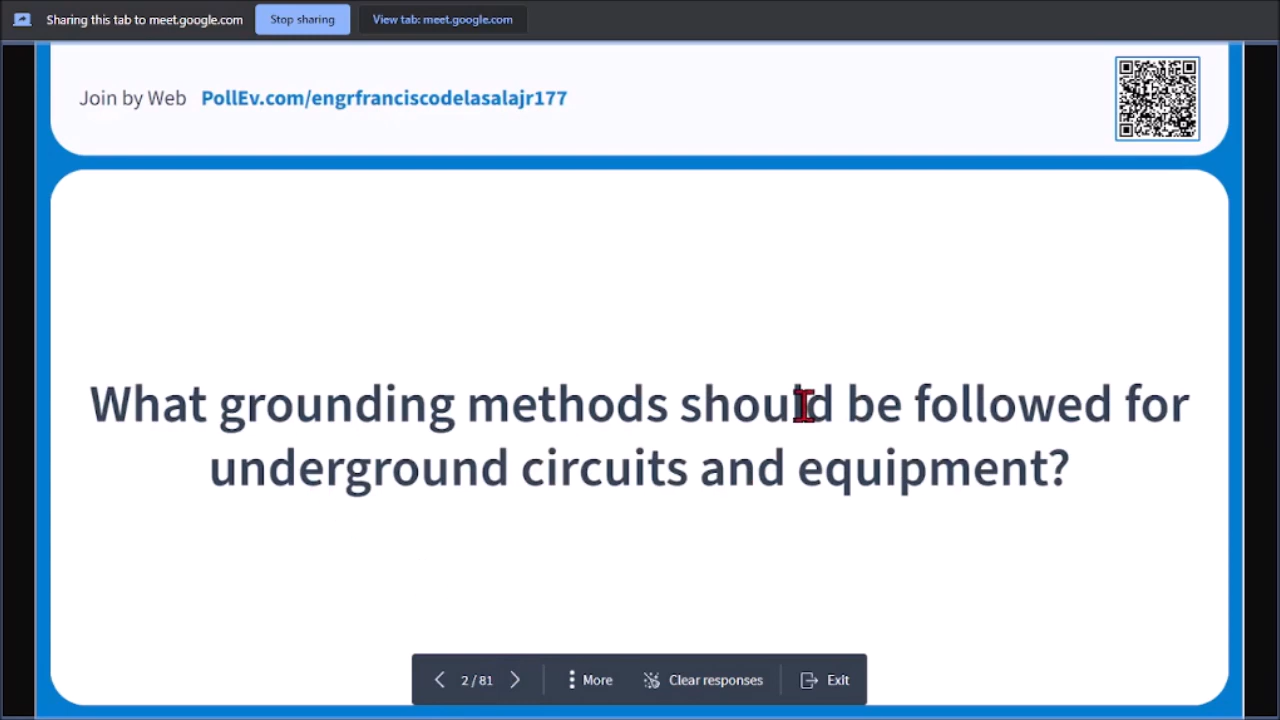 Sharing this tab to meet.google.com Stop sharing View tab: meet.google.com
Join by Web PollEv.com/engrfranciscodelasalajr177
What grounding methods should be followed for
underground circuits and equipment?
2 / 81 More Clear responses Exit